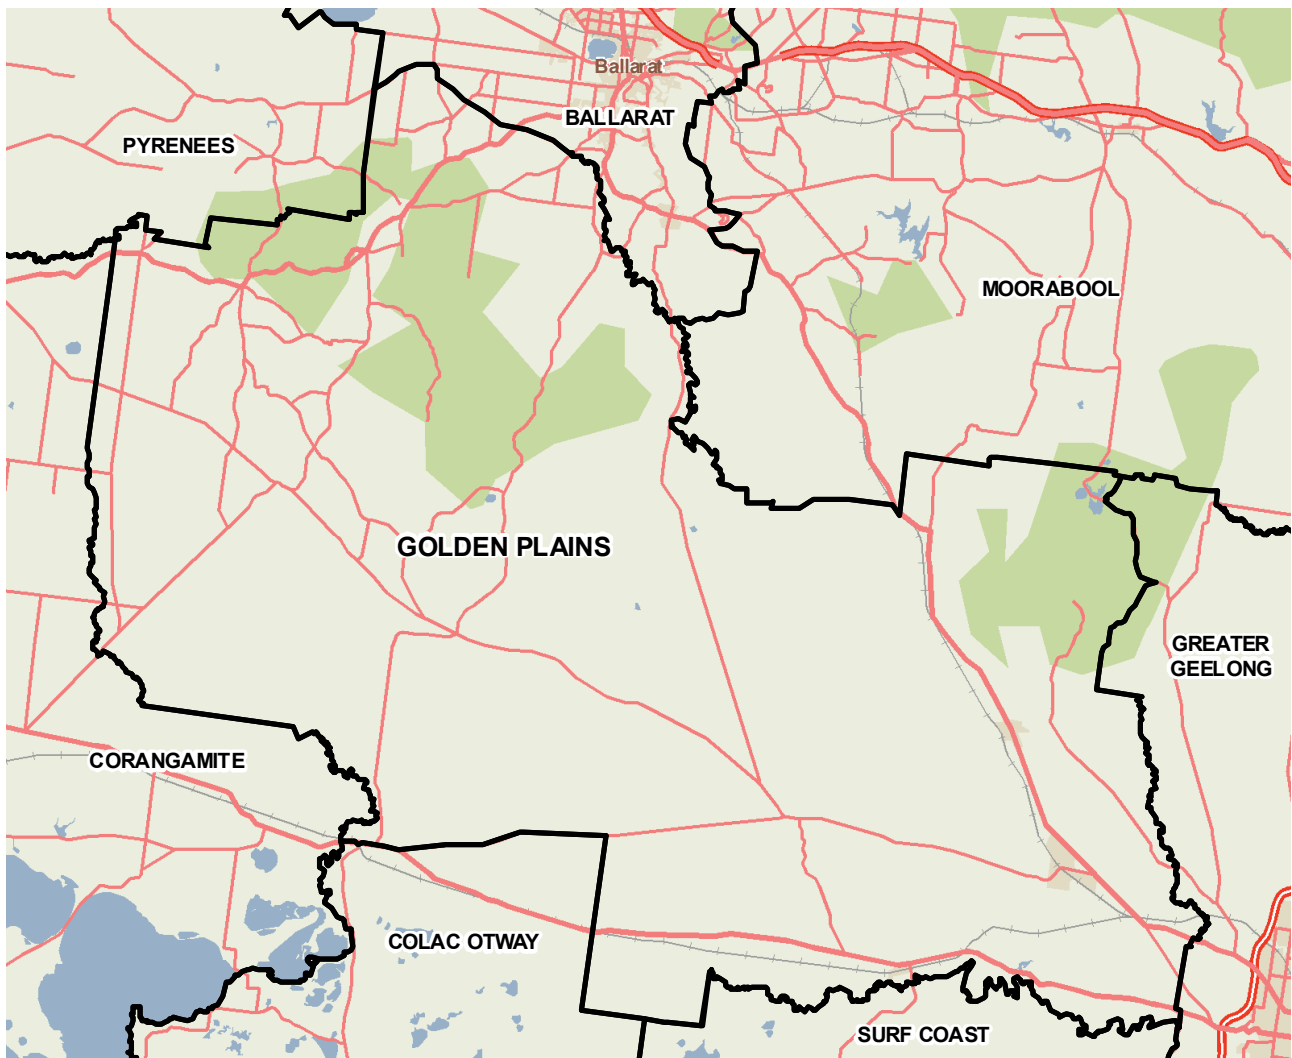 Ballarat
BALLARAT
PYRENEES
MOORABOOL
GOLDEN PLAINS
GREATER
GEELONG
CORANGAMITE
COLAC OTWAY
SURF COAST